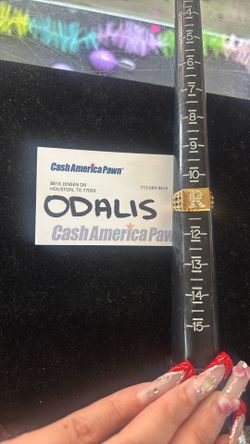 Cash America Pawn
9816 JENSEN DR
HOUSTON, TX 77093
ODALIS
Cash America Pawn
4
5
6
7
8
9
10
R
12
13
14
15